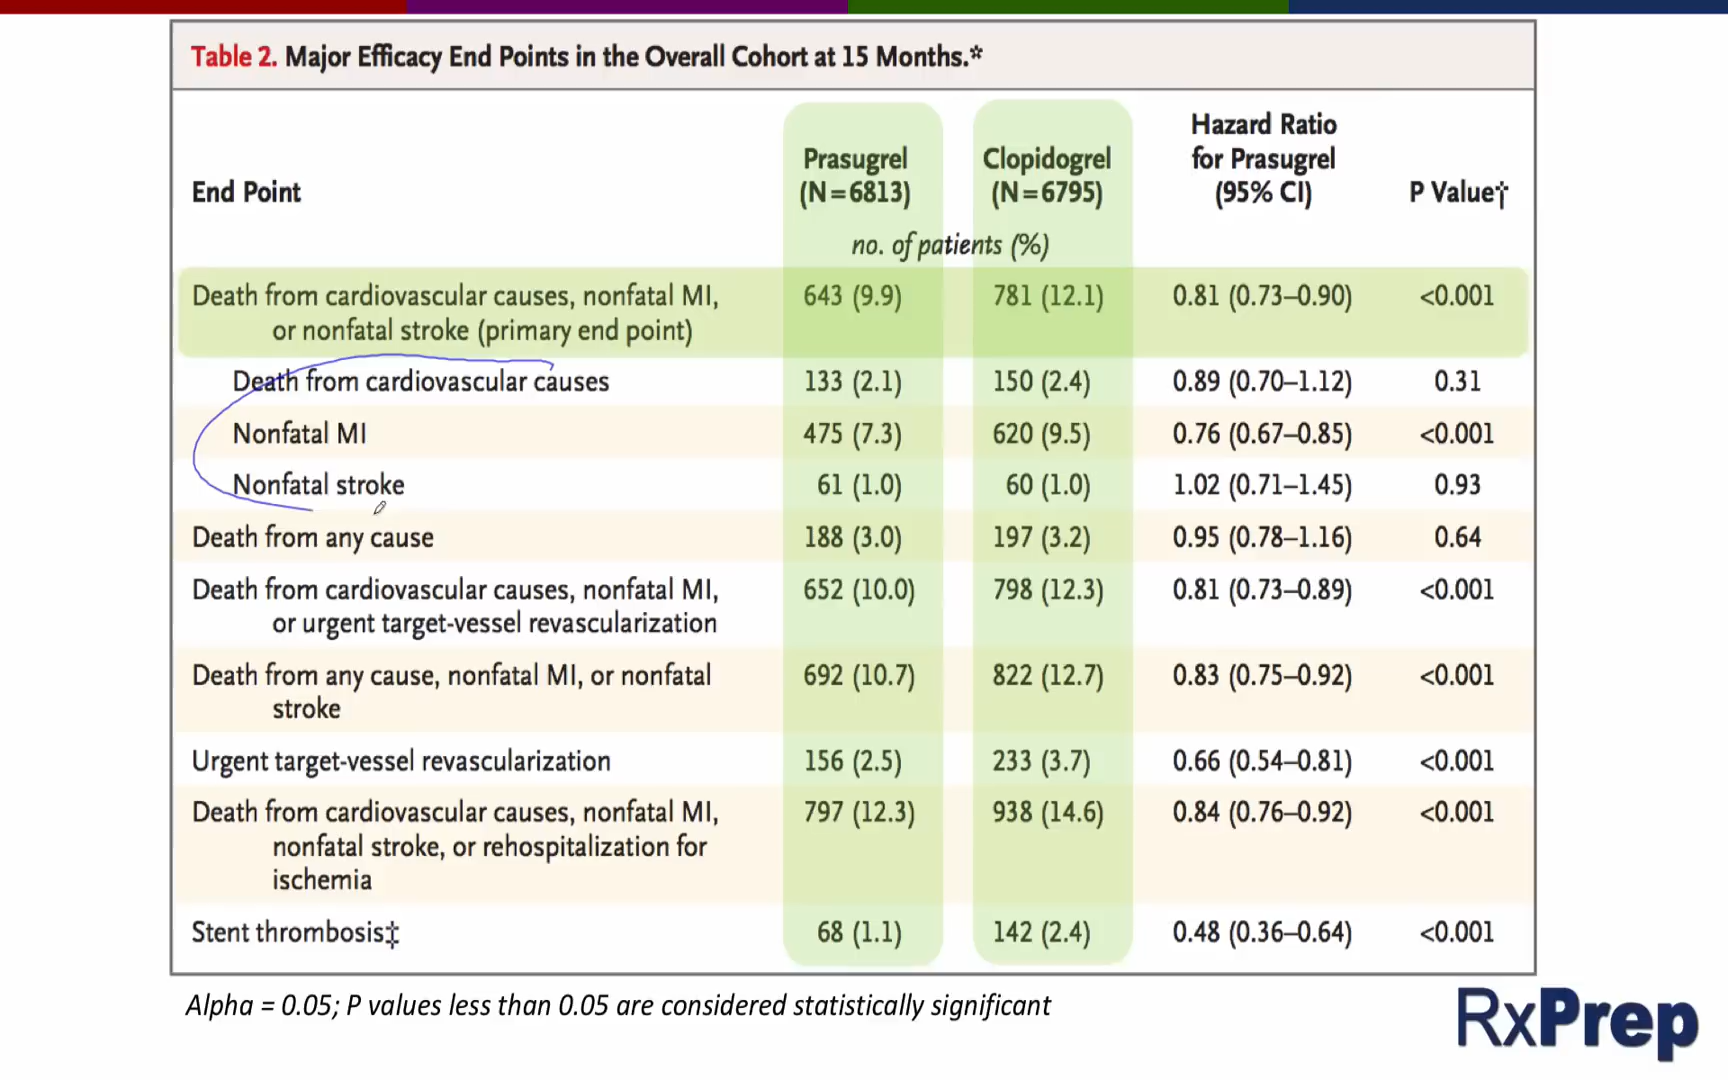 Table 2. Major Efficacy End Points in the Overall Cohort at 15 Months.*
End Point
Prasugrel
(N=6813)
Clopidogrel
(N=6795)
Hazard Ratio
for Prasugrel
(95% CI)
P Value†
no. of patients (%)
Death from cardiovascular causes, nonfatal MI, 643 (9.9) 781 (12.1) 0.81 (0.73–0.90) <0.001
or nonfatal stroke (primary end point)
Death from cardiovascular causes 133 (2.1) 150 (2.4) 0.89 (0.70–1.12) 0.31
Nonfatal MI 475 (7.3) 620 (9.5) 0.76 (0.67–0.85) <0.001
Nonfatal stroke 61 (1.0) 60 (1.0) 1.02 (0.71–1.45) 0.93
Death from any cause 188 (3.0) 197 (3.2) 0.95 (0.78–1.16) 0.64
Death from cardiovascular causes, nonfatal MI, 652 (10.0) 798 (12.3) 0.81 (0.73–0.89) <0.001
or urgent target-vessel revascularization
Death from any cause, nonfatal MI, or nonfatal 692 (10.7) 822 (12.7) 0.83 (0.75–0.92) <0.001
stroke
Urgent target-vessel revascularization 156 (2.5) 233 (3.7) 0.66 (0.54–0.81) <0.001
Death from cardiovascular causes, nonfatal MI, 797 (12.3) 938 (14.6) 0.84 (0.76–0.92) <0.001
nonfatal stroke, or rehospitalization for
ischemia
Stent thrombosis‡ 68 (1.1) 142 (2.4) 0.48 (0.36–0.64) <0.001
Alpha = 0.05; P values less than 0.05 are considered statistically significant
RxPrep